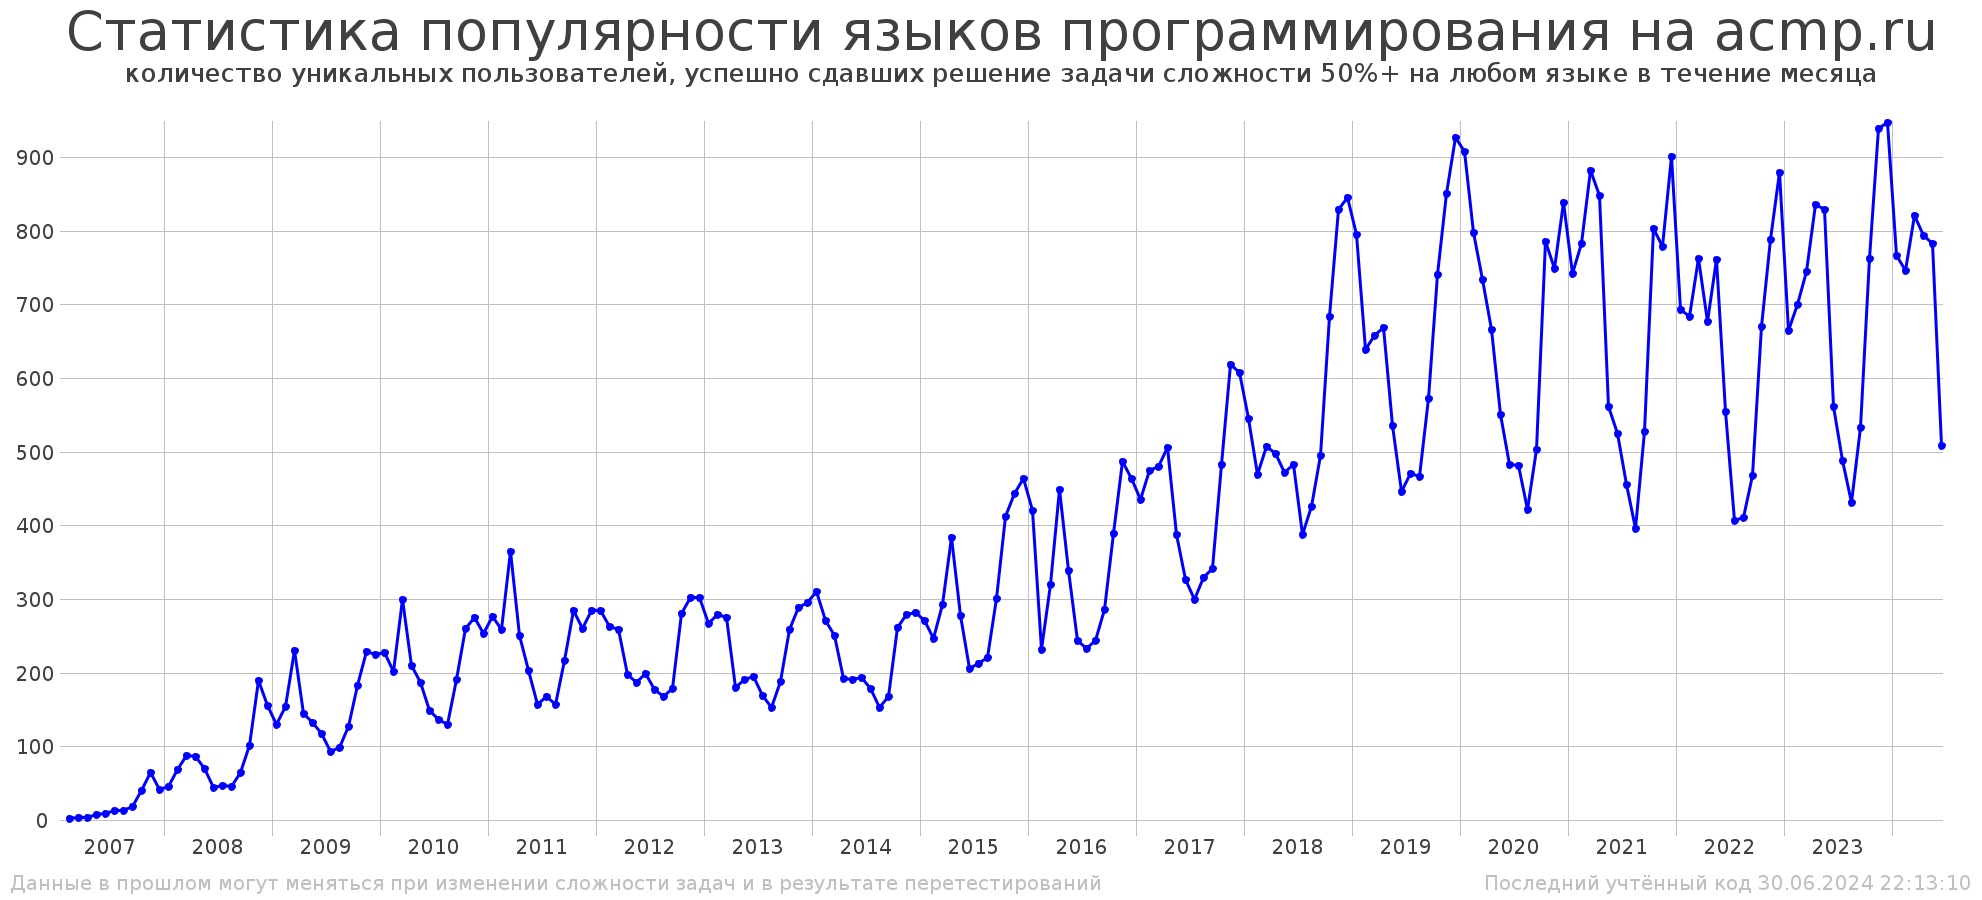 Статистика популярности языков программирования на acmp.ru
количество уникальных пользователей, успешно сдавших решение задачи сложности 50%+ на любом языке в течение месяца
900
800
700
600
500
400
300
200
100
0
2007 2008 2009 2010 2011 2012 2013 2014 2015 2016 2017 2018 2019 2020 2021 2022 2023
Данные в прошлом могут меняться при изменении сложности задач и в результате перетестирований
Последний учтённый код 30.06.2024 22:13:10